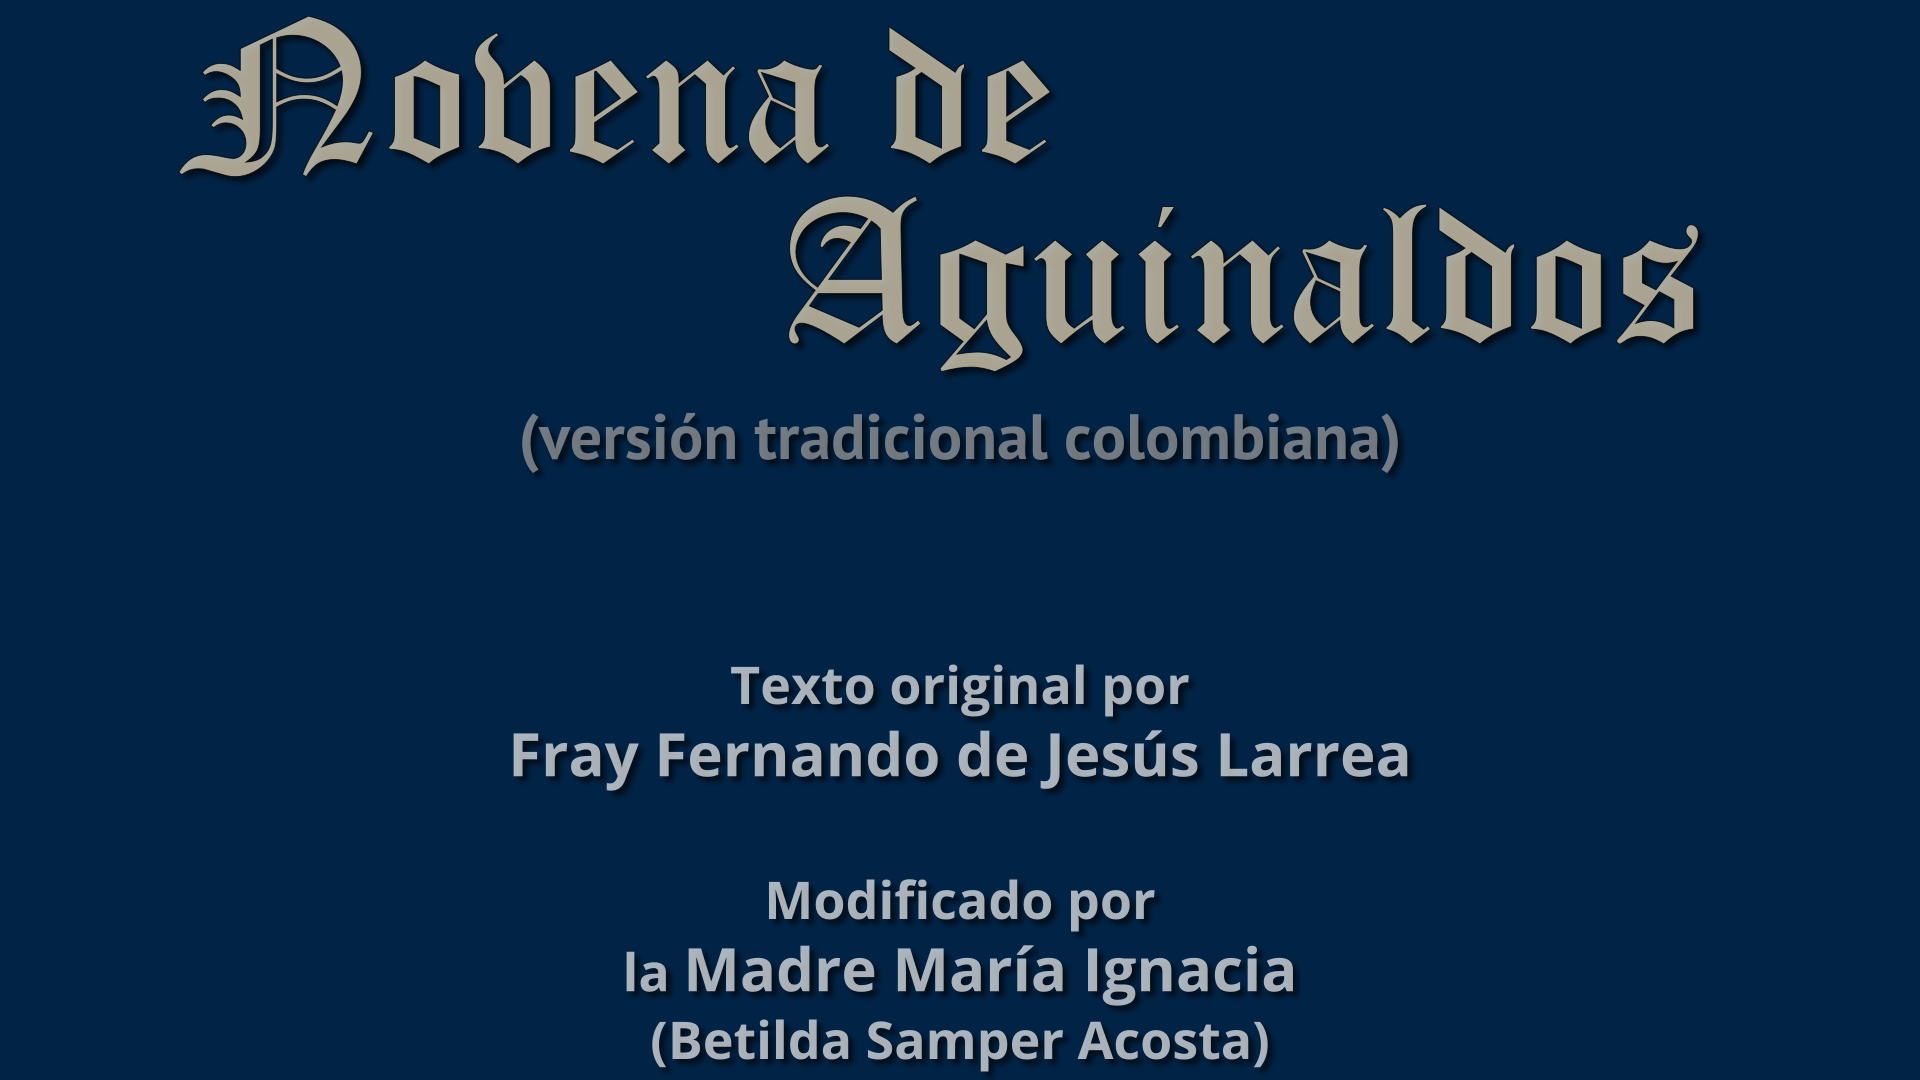 Novena de
Aguinaldos
(versión tradicional colombiana)
Texto original por
Fray Fernando de Jesús Larrea
Modificado por
la Madre María Ignacia
(Betilda Samper Acosta)